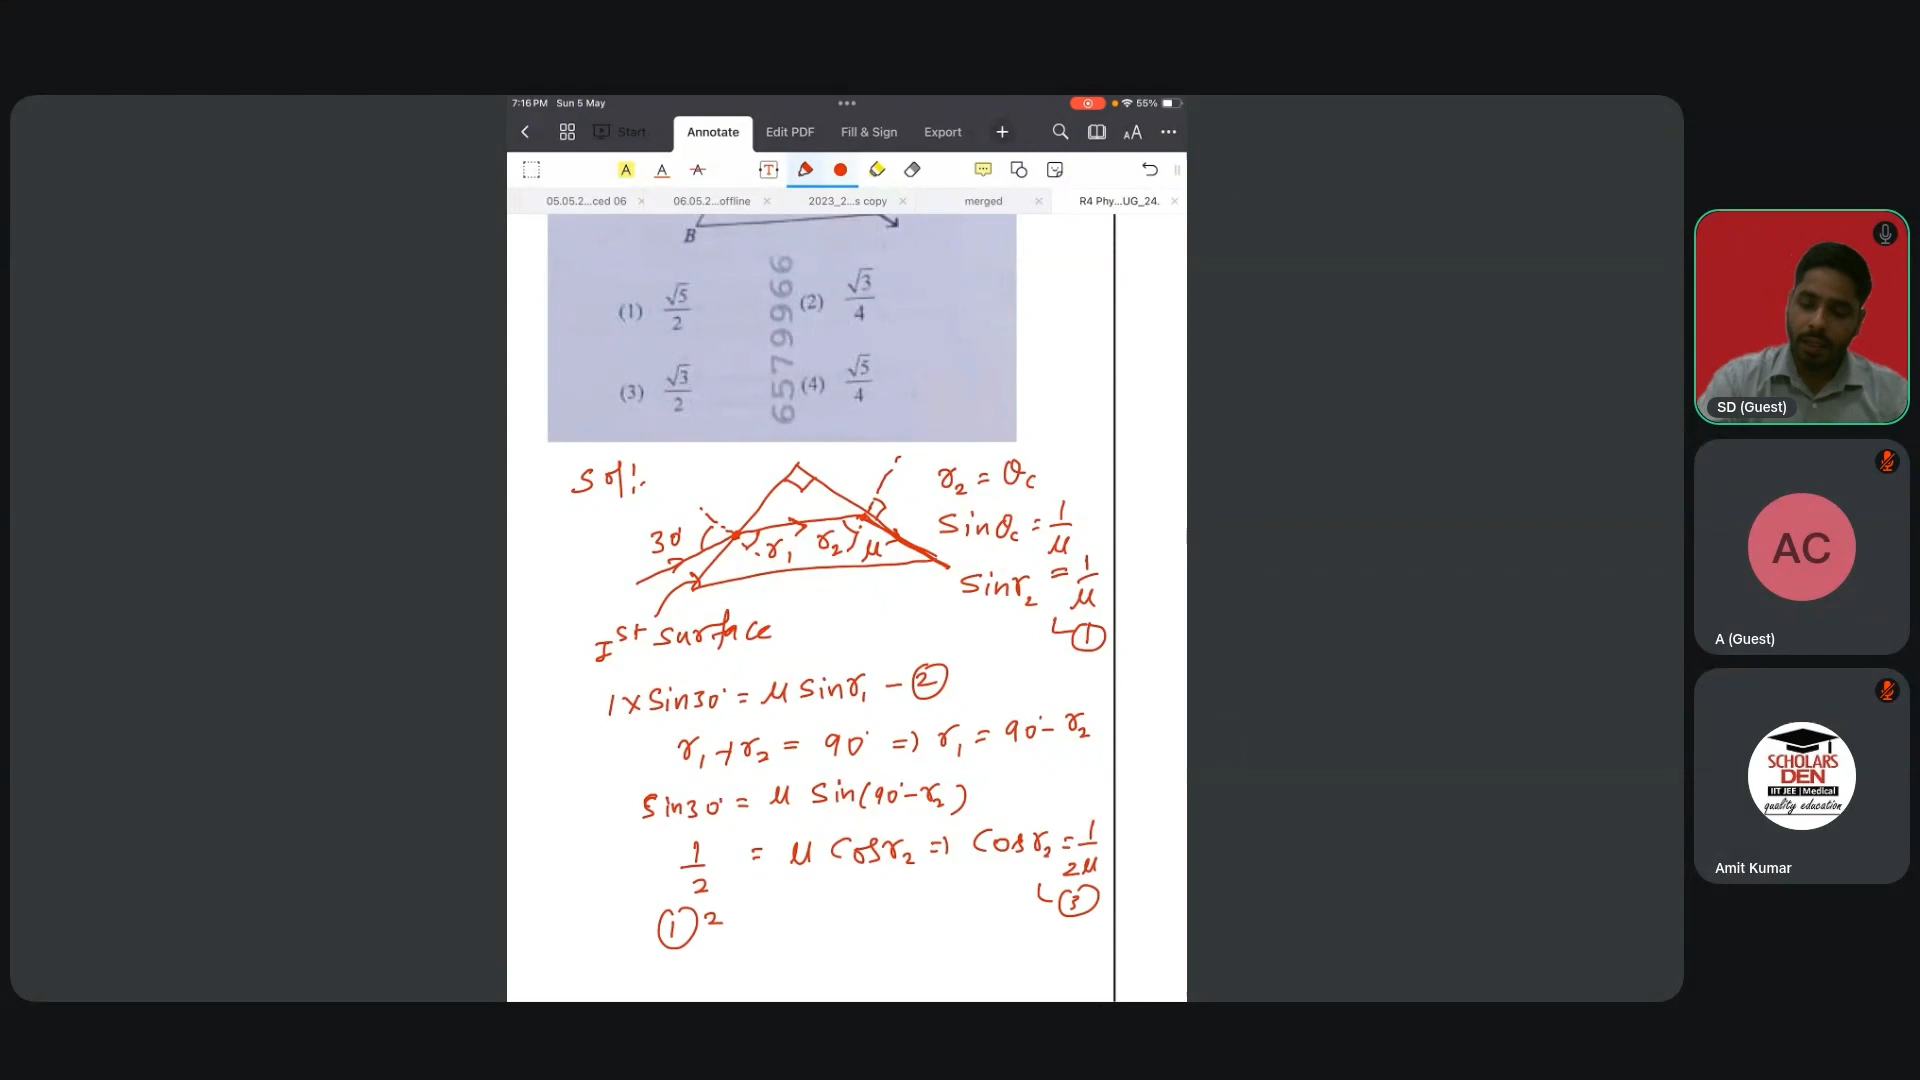 7:16 PM Sun 5 May
55%
Start
Annotate
Edit PDF
Fill & Sign
Export
05.05.2...ced 06
06.05.2...offline
2023_2...s copy
merged
R4 Phy...UG_24.
B
(1) √5/2
(2) √3/4
(3) √3/2
(4) √5/4
6579966
Sol:
30°
r₁
r₂
μ
r₂ = θc
Sinθc = 1/μ
Sinr₂ = 1/μ
①
Ist surface
1 x Sin30° = μ Sinr₁ - ②
r₁ + r₂ = 90° => r₁ = 90° - r₂
Sin30° = μ Sin(90° - r₂)
1/2 = μ Cosr₂ => Cosr₂ = 1/2μ
③
①²
SD (Guest)
AC
A (Guest)
SCHOLARS
DEN
IIT JEE | Medical
quality education
Amit Kumar